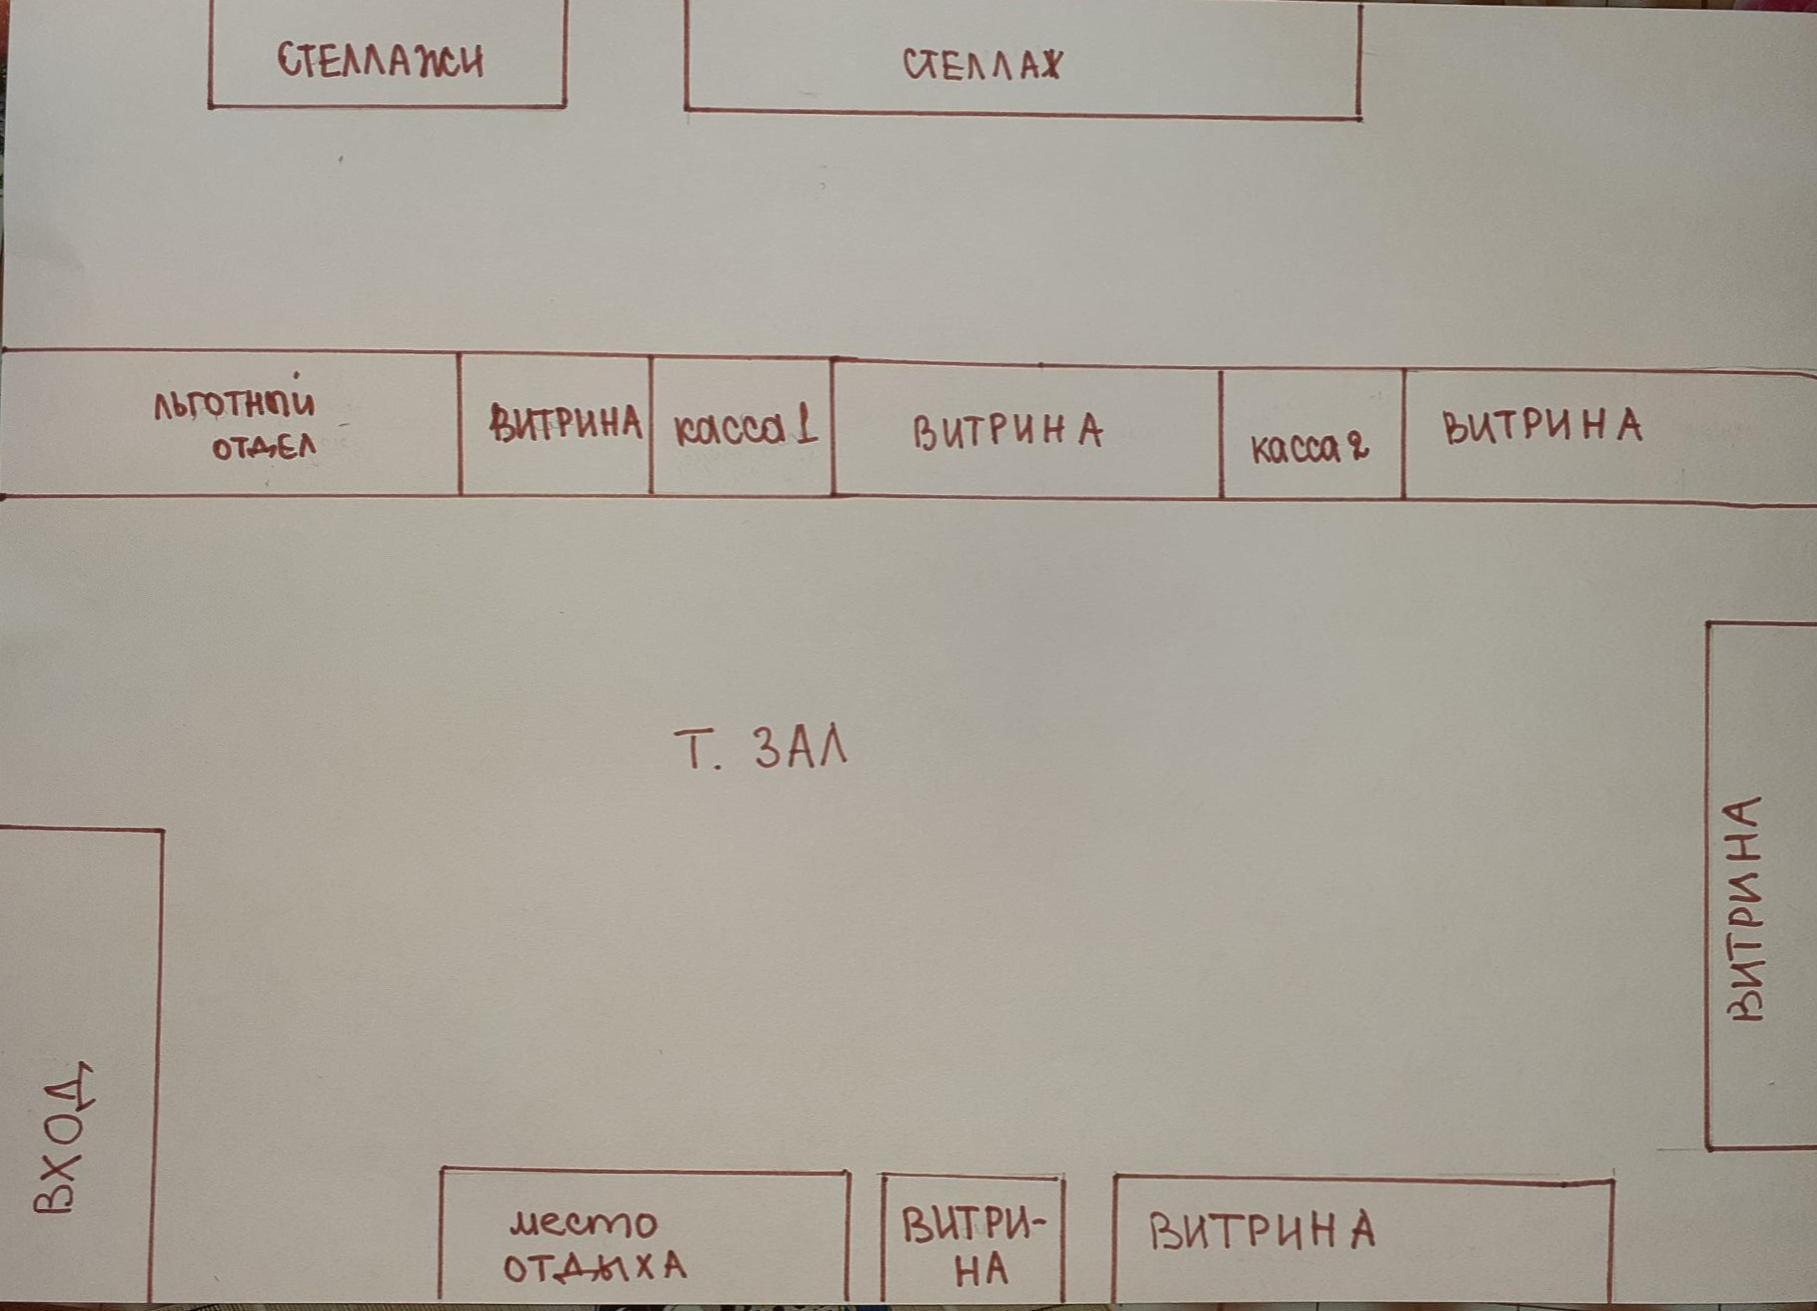 СТЕЛЛАЖИ
СТЕЛЛАЖ
ЛЬГОТНЫЙ
ОТДЕЛ
ВИТРИНА
касса 1
ВИТРИНА
касса 2
ВИТРИНА
Т. ЗАЛ
ВИТРИНА
ВХОД
место
ОТДЫХА
ВИТРИ-
НА
ВИТРИНА